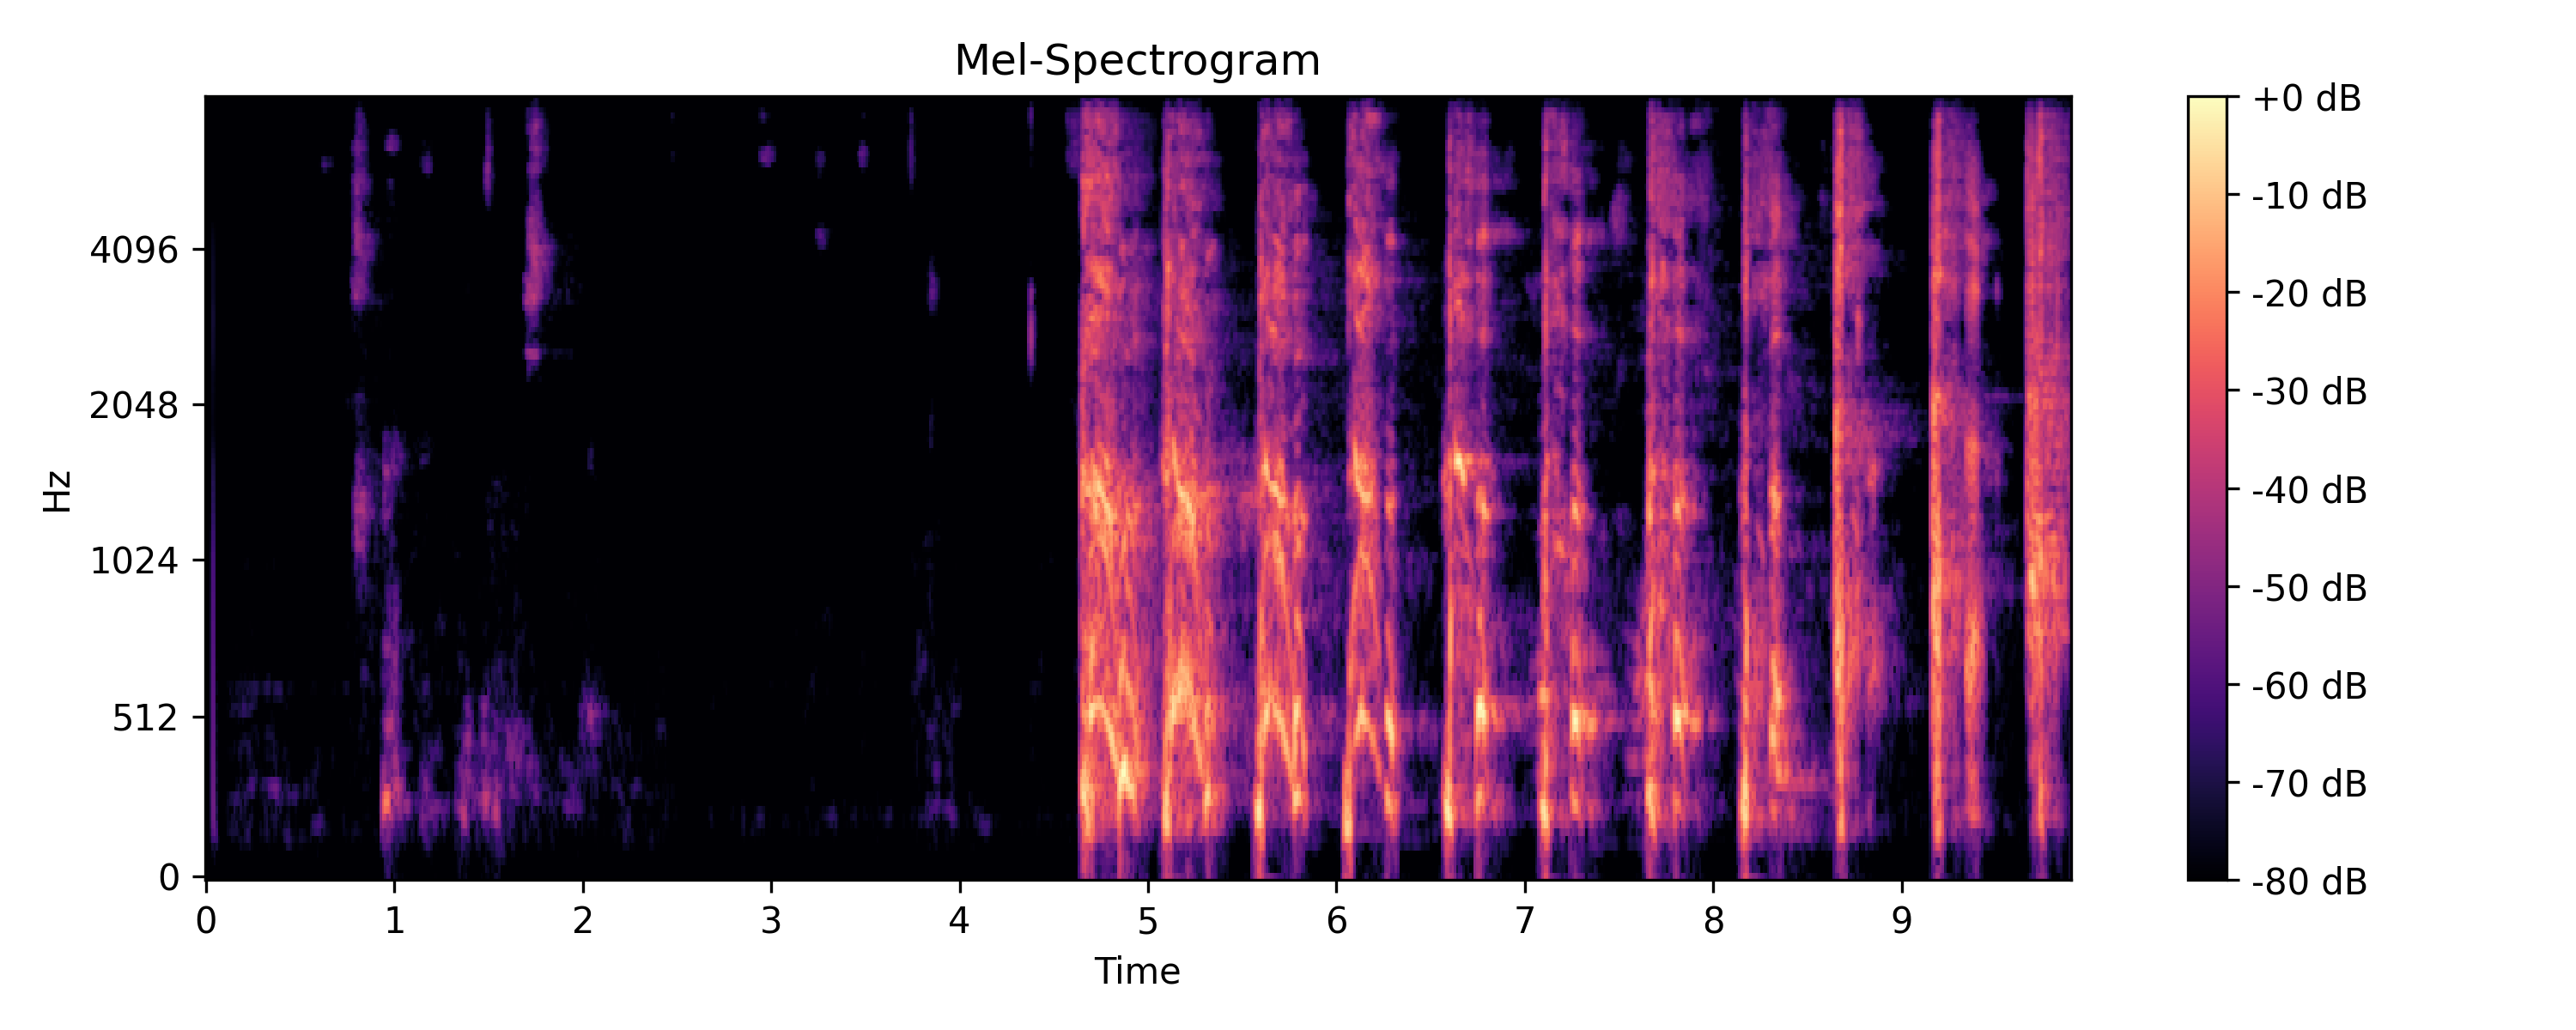 Mel-Spectrogram
Hz
4096
2048
1024
512
0
0 1 2 3 4 5 6 7 8 9
Time
+0 dB
-10 dB
-20 dB
-30 dB
-40 dB
-50 dB
-60 dB
-70 dB
-80 dB